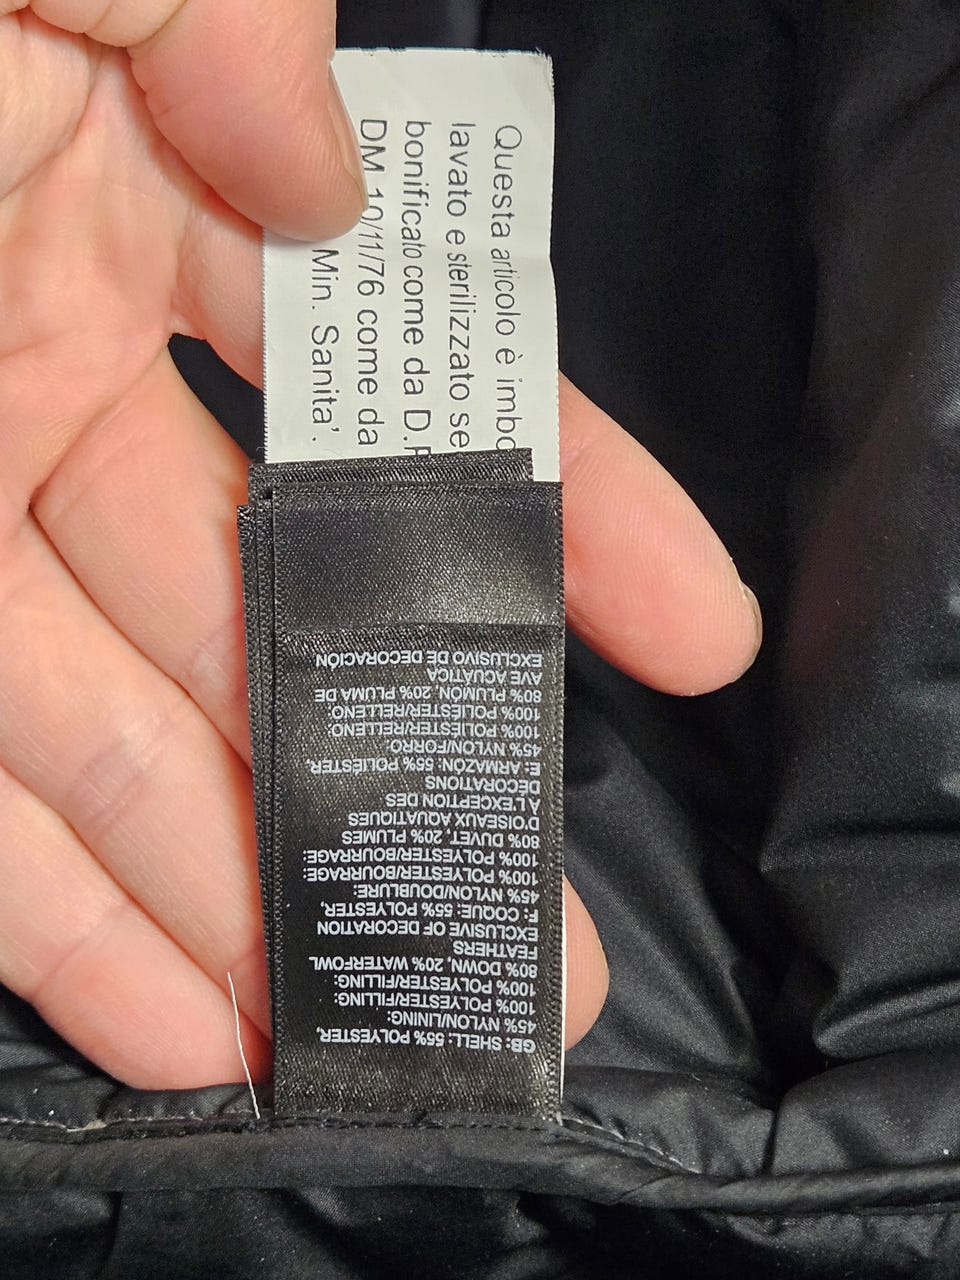 Questa articolo è imbo
lavato e sterilizzato se
bonificato come da D.P
DM 10/11/76 come da
Min. Sanita'.
GB: SHELL: 55% POLYESTER,
45% NYLON/LINING:
100% POLYESTER/FILLING:
100% POLYESTER/FILLING:
80% DOWN, 20% WATERFOWL
FEATHERS
EXCLUSIVE OF DECORATION
F: COQUE: 55% POLYESTER,
45% NYLON/DOUBLURE:
100% POLYESTER/BOURRAGE:
100% POLYESTER/BOURRAGE:
80% DUVET, 20% PLUMES
D'OISEAUX AQUATIQUES
À L'EXCEPTION DES
DÉCORATIONS
E: ARMAZÓN: 55% POLIÉSTER,
45% NYLON/FORRO:
100% POLIÉSTER/RELLENO:
100% POLIÉSTER/RELLENO:
80% PLUMÓN, 20% PLUMA DE
AVE ACUÁTICA
EXCLUSIVO DE DECORACIÓN